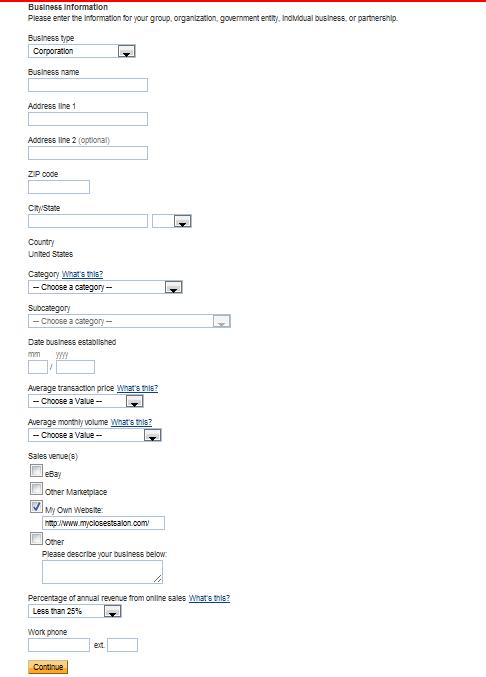 Business Information
Please enter the information for your group, organization, government entity, individual business, or partnership.
Business type
Corporation
Business name
Address line 1
Address line 2 (optional)
ZIP code
City/State
Country
United States
Category What's this?
-- Choose a category --
Subcategory
-- Choose a category --
Date business established
mm yyyy
/
Average transaction price What's this?
-- Choose a Value --
Average monthly volume What's this?
-- Choose a Value --
Sales venue(s)
eBay
Other Marketplace
My Own Website:
http://www.myclosestsalon.com/
Other
Please describe your business below:
Percentage of annual revenue from online sales What's this?
Less than 25%
Work phone
ext.
Continue